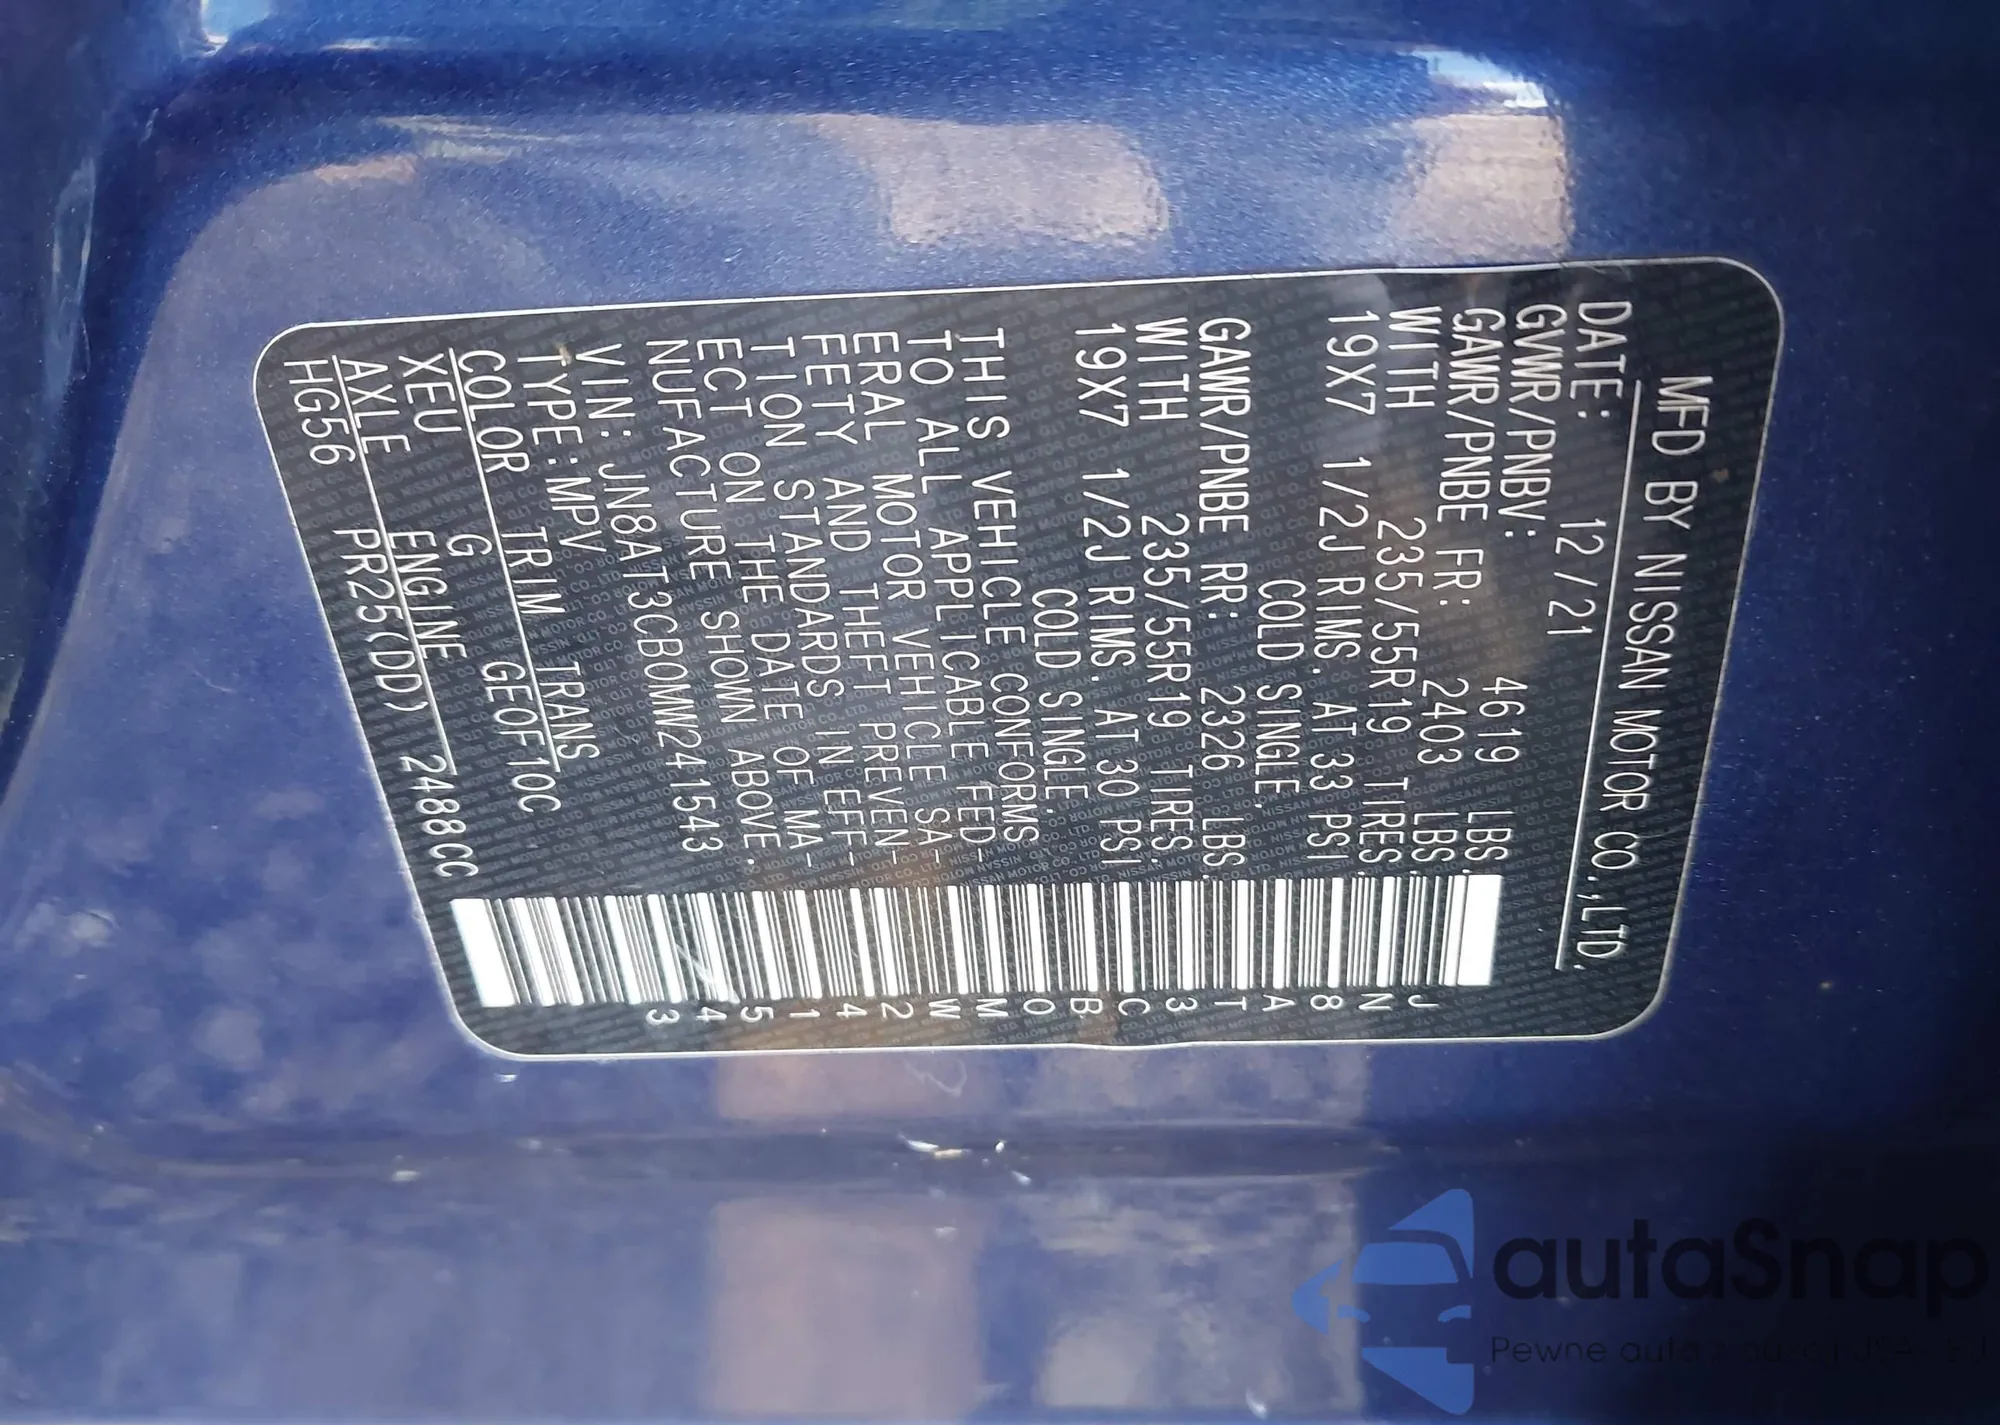 MFD BY NISSAN MOTOR CO.,LTD.
DATE: 12/21
GVWR/PNBV: 4619 LBS.
GAWR/PNBE FR: 2403 LBS.
WITH 235/55R19 TIRES,
19X7 1/2J RIMS. AT 33 PSI
COLD SINGLE,
GAWR/PNBE RR: 2326 LBS.
WITH 235/55R19 TIRES.
19X7 1/2J RIMS. AT 30 PSI
COLD SINGLE,
THIS VEHICLE CONFORMS
TO ALL APPLICABLE FED-
ERAL MOTOR VEHICLE SA-
FETY AND THEFT PREVEN-
TION STANDARDS IN EFF-
ECT ON THE DATE OF MA-
NUFACTURE SHOWN ABOVE.
VIN: JN8AT3CB0MW241543
TYPE:MPV
COLOR TRIM TRANS
XEU G GE0F10C
AXLE ENGINE
HG56 PR25(DD) 2488CC
J N 8 A T 3 C B 0 M W 2 4 1 5 4 3
autaSnap
Pewne auta